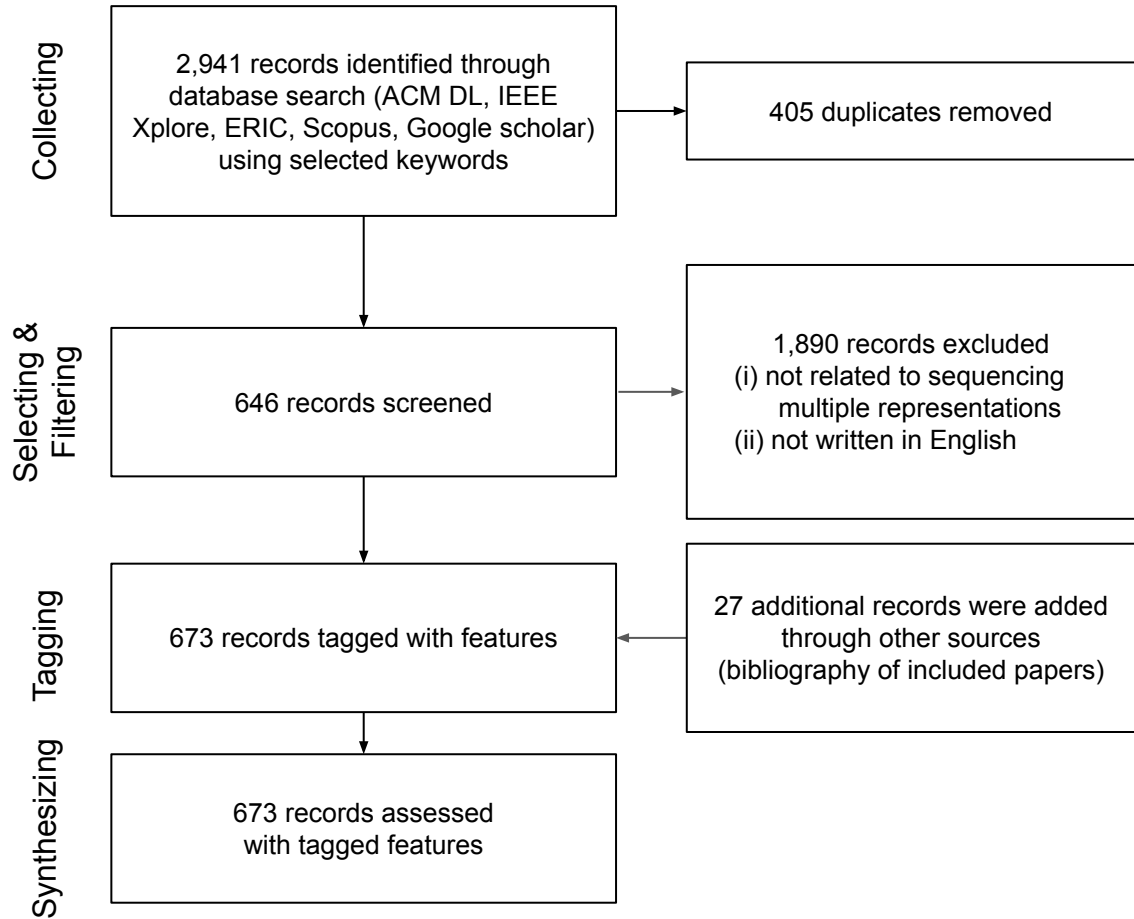 Collecting
2,941 records identified through
database search (ACM DL, IEEE
Xplore, ERIC, Scopus, Google scholar)
using selected keywords
405 duplicates removed
Selecting &
Filtering
646 records screened
1,890 records excluded
(i) not related to sequencing
multiple representations
(ii) not written in English
Tagging
673 records tagged with features
27 additional records were added
through other sources
(bibliography of included papers)
Synthesizing
673 records assessed
with tagged features